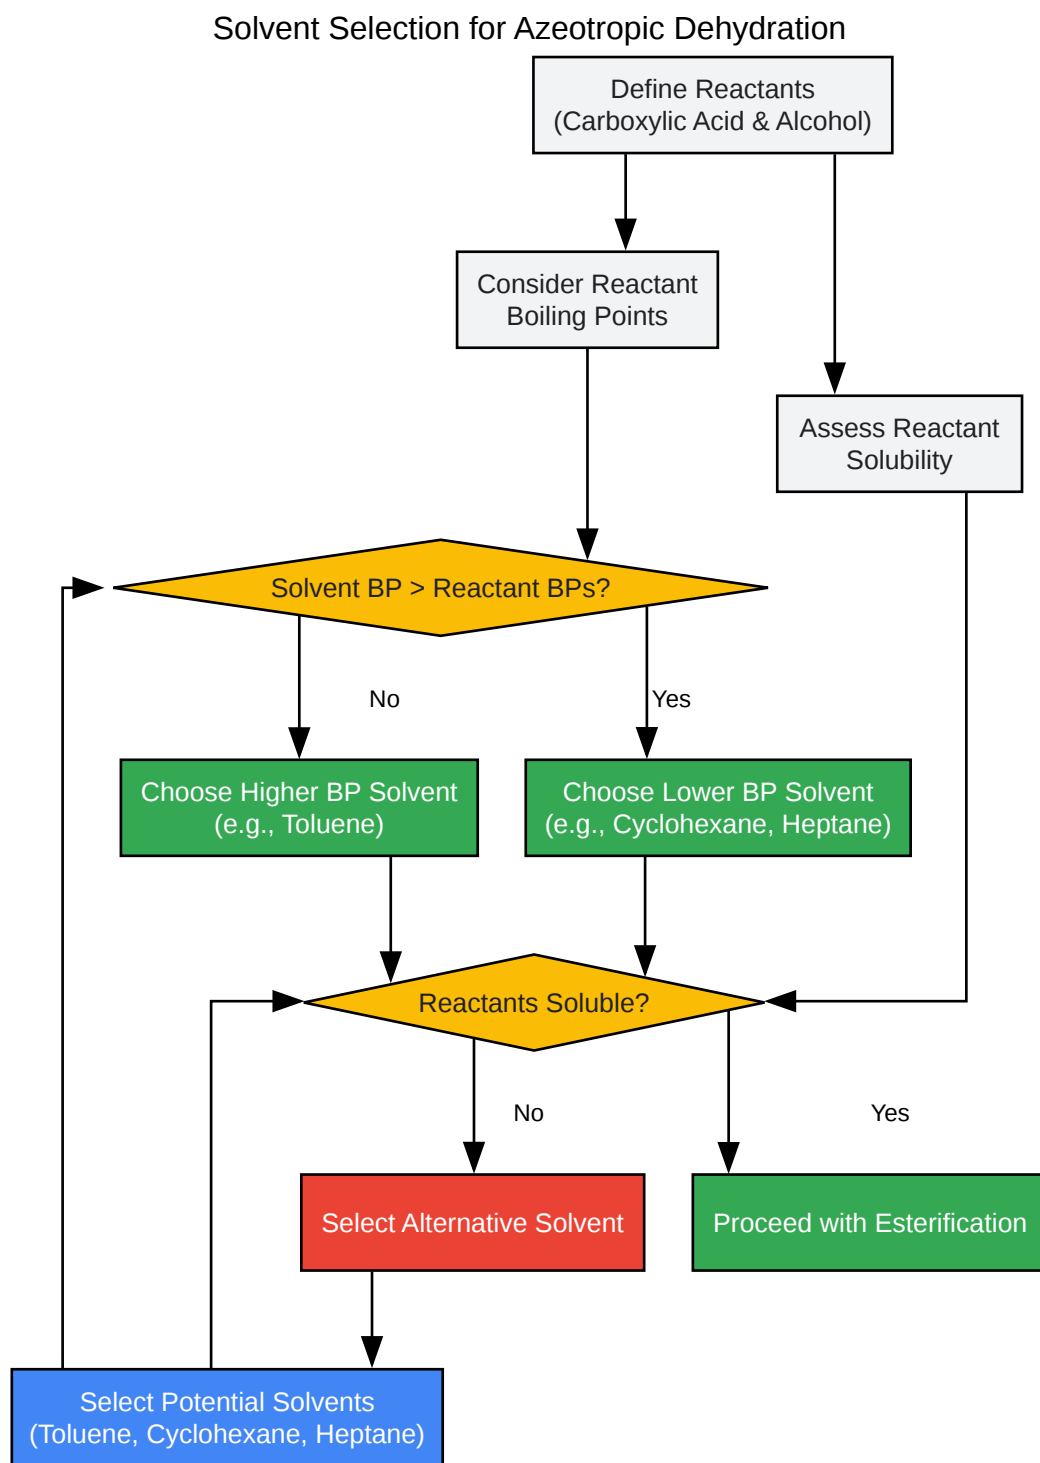 Solvent Selection for Azeotropic Dehydration
Define Reactants
(Carboxylic Acid & Alcohol)
Consider Reactant
Boiling Points
Assess Reactant
Solubility
Solvent BP > Reactant BPs?
No
Yes
Choose Higher BP Solvent
(e.g., Toluene)
Choose Lower BP Solvent
(e.g., Cyclohexane, Heptane)
Reactants Soluble?
No
Yes
Select Alternative Solvent
Proceed with Esterification
Select Potential Solvents
(Toluene, Cyclohexane, Heptane)